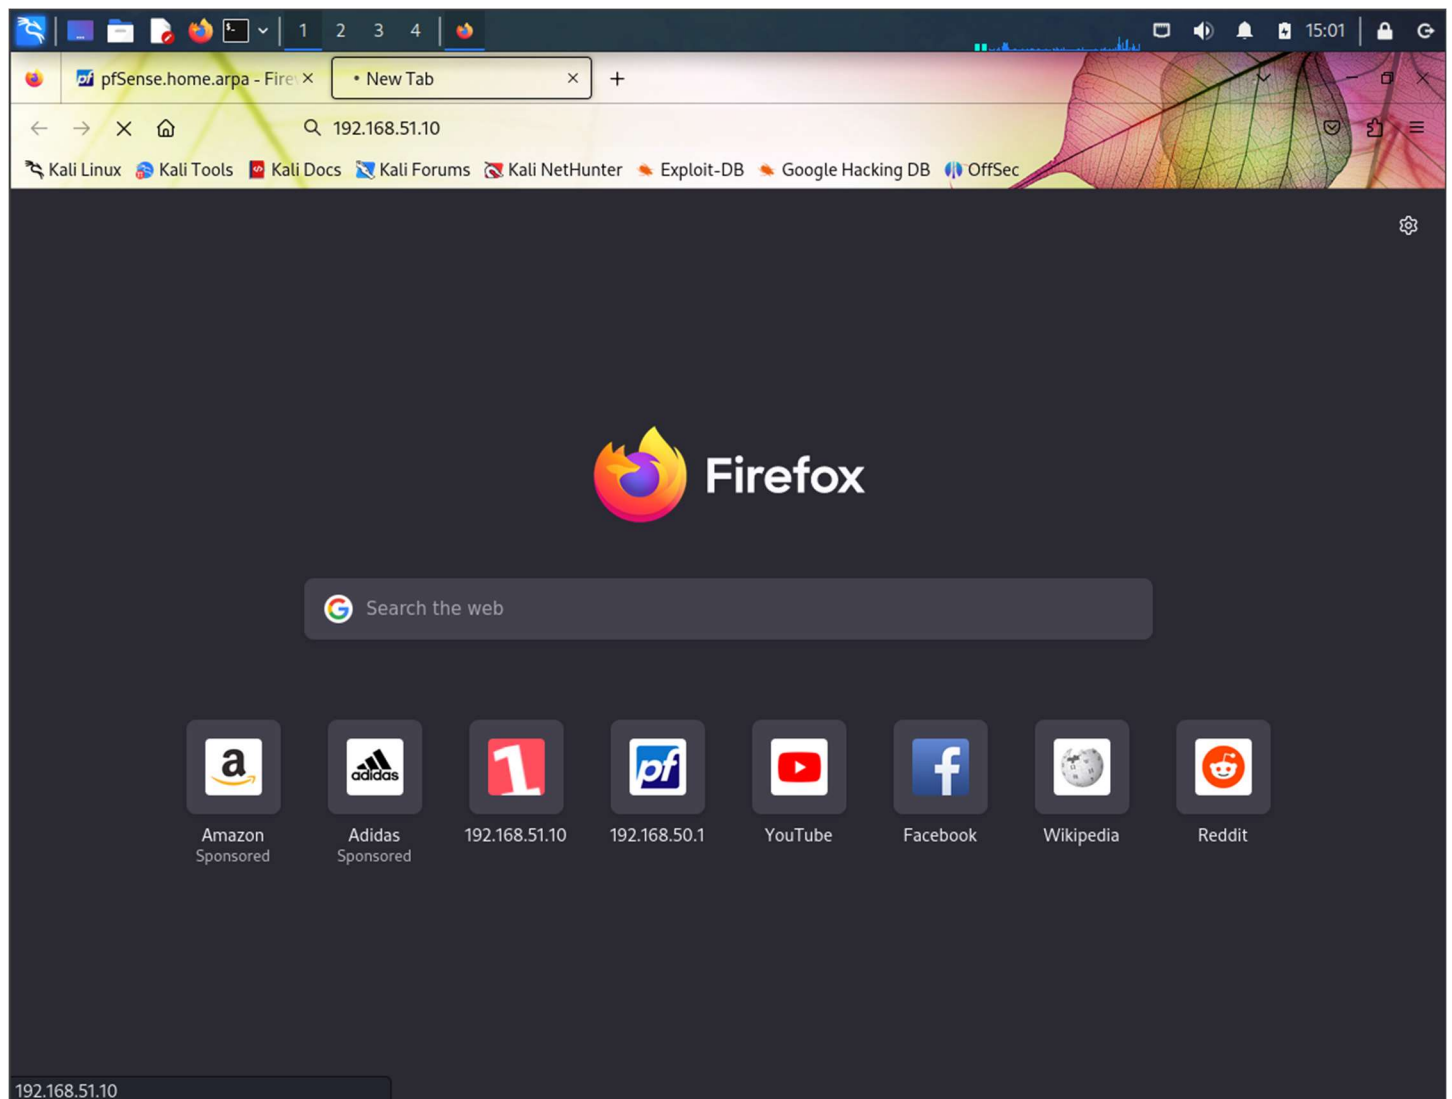 1 2 3 4 15:01
pfSense.home.arpa - Fire
• New Tab
192.168.51.10
Kali Linux Kali Tools Kali Docs Kali Forums Kali NetHunter Exploit-DB Google Hacking DB OffSec
Firefox
Search the web
Amazon
Sponsored
Adidas
Sponsored
192.168.51.10
192.168.50.1
YouTube
Facebook
Wikipedia
Reddit
192.168.51.10